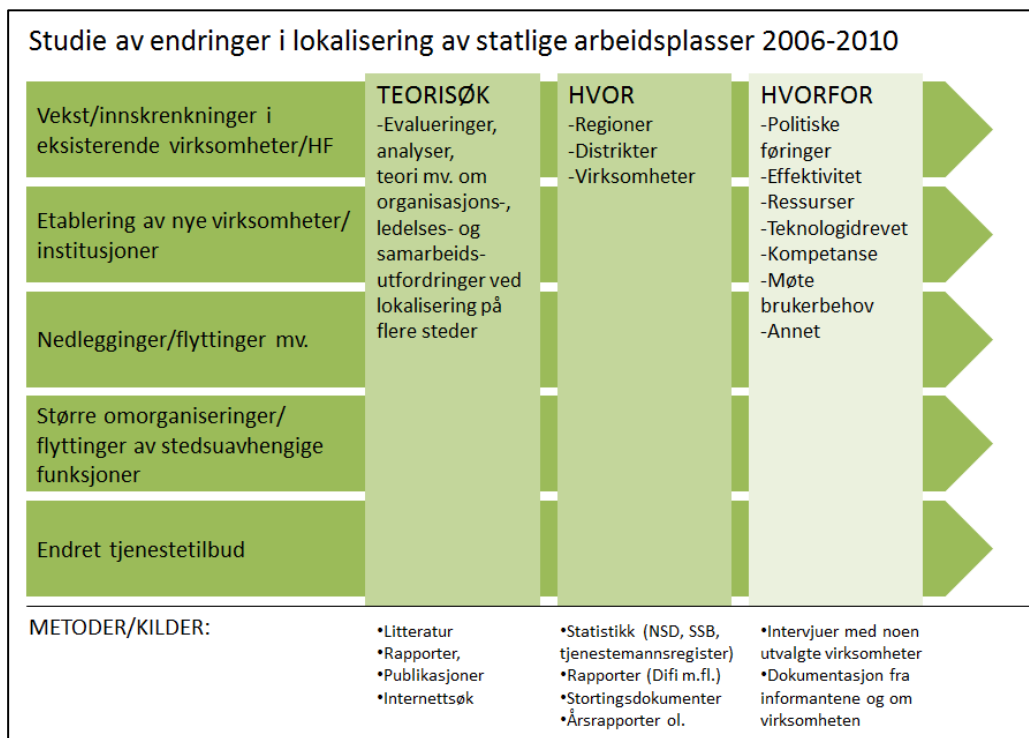 Studie av endringer i lokalisering av statlige arbeidsplasser 2006-2010
Vekst/innskrenkninger i
eksisterende virksomheter/HF
Etablering av nye virksomheter/
institusjoner
Nedlegginger/flyttinger mv.
Større omorganiseringer/
flyttinger av stedsuavhengige
funksjoner
Endret tjenestetilbud
TEORISØK
-Evalueringer,
analyser,
teori mv. om
organisasjons-,
ledelses- og
samarbeids-
utfordringer ved
lokalisering på
flere steder
HVOR
-Regioner
-Distrikter
-Virksomheter
HVORFOR
-Politiske
føringer
-Effektivitet
-Ressurser
-Teknologidrevet
-Kompetanse
-Møte
brukerbehov
-Annet
METODER/KILDER:
•Litteratur
•Rapporter,
•Publikasjoner
•Internettsøk
•Statistikk (NSD, SSB,
tjenestemannsregister)
•Rapporter (Difi m.fl.)
•Stortingsdokumenter
•Årsrapporter ol.
•Intervjuer med noen
utvalgte virksomheter
•Dokumentasjon fra
informantene og om
virksomheten